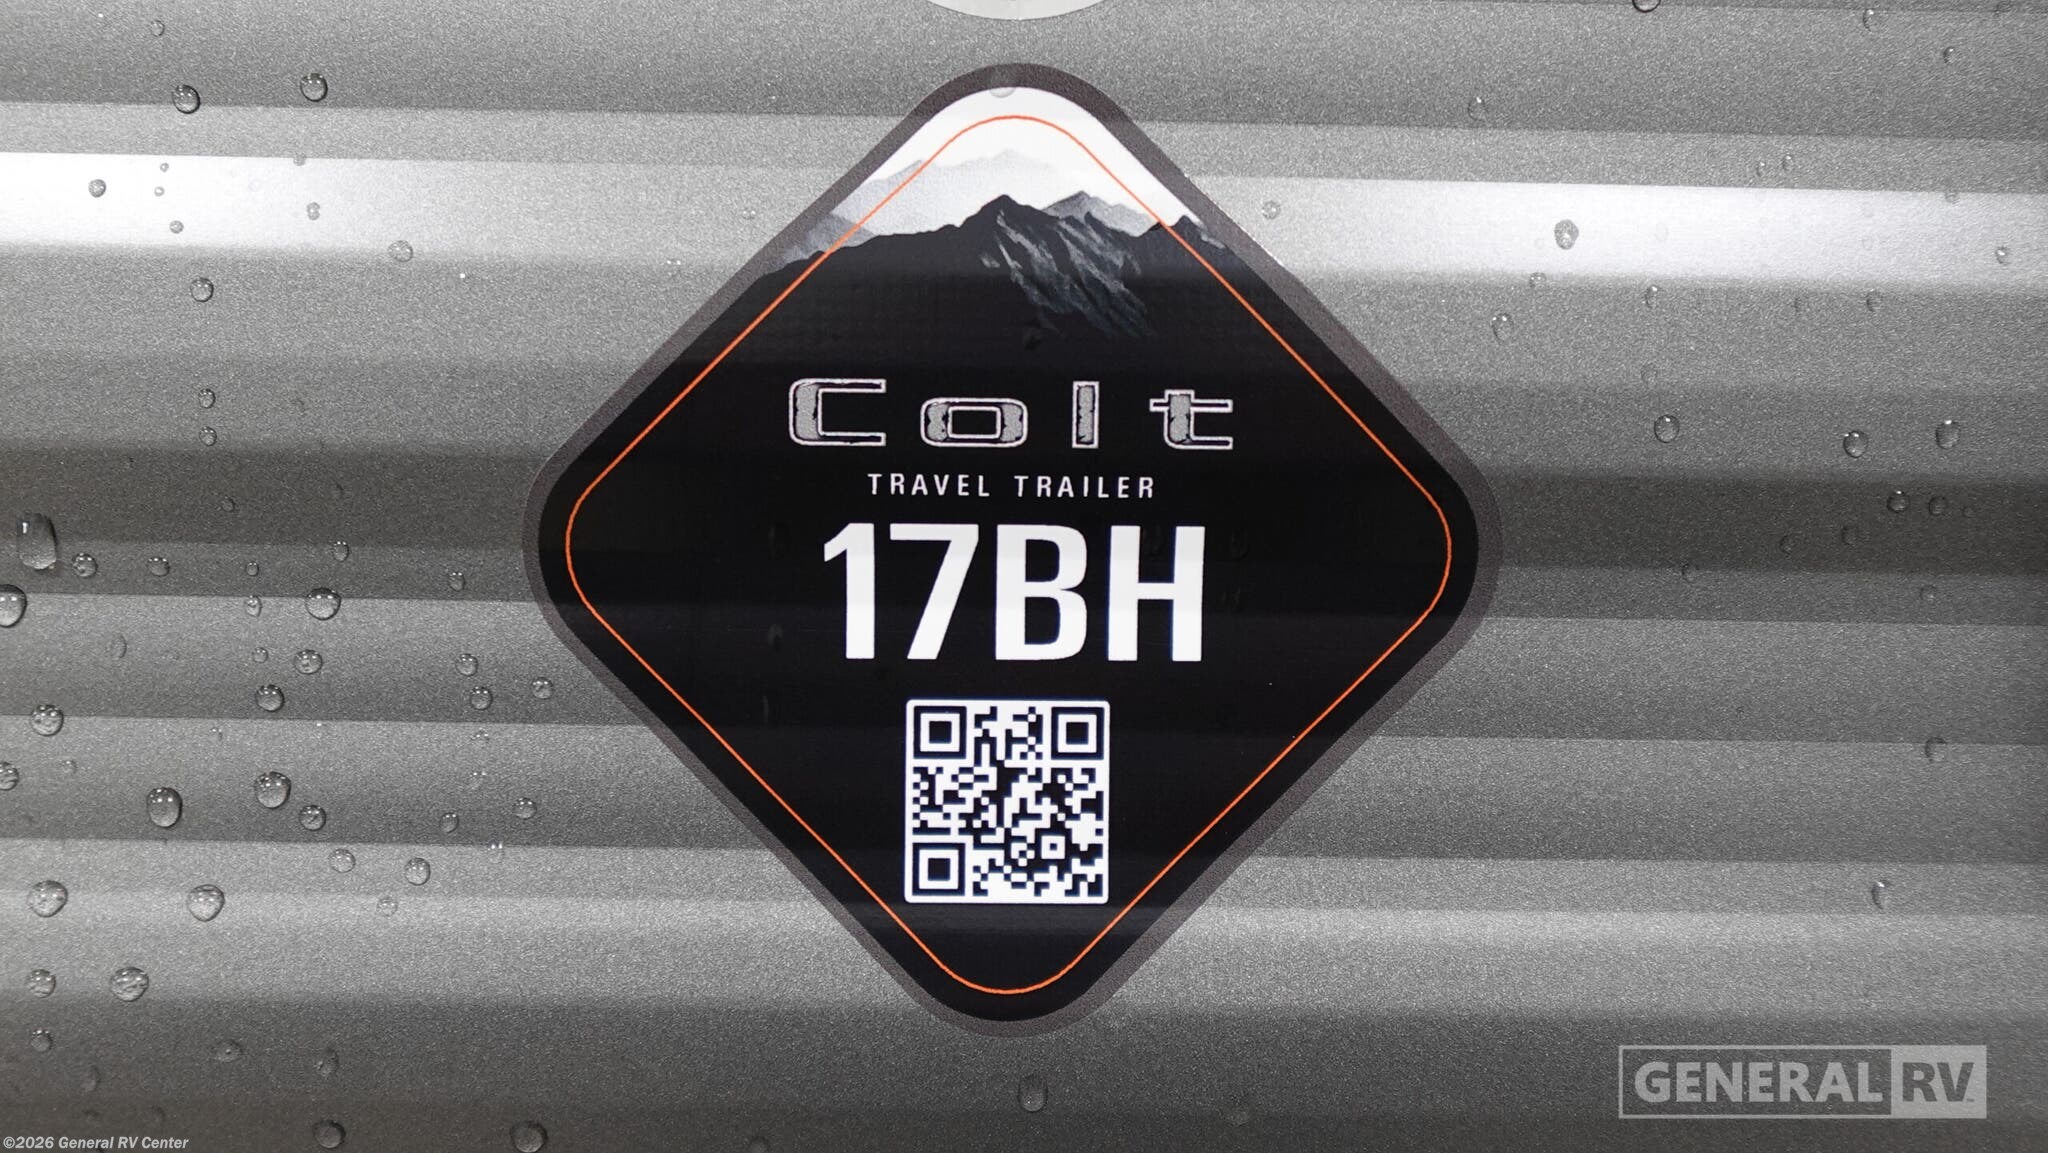 Colt
TRAVEL TRAILER
17BH
GENERAL RV
©2026 General RV Center